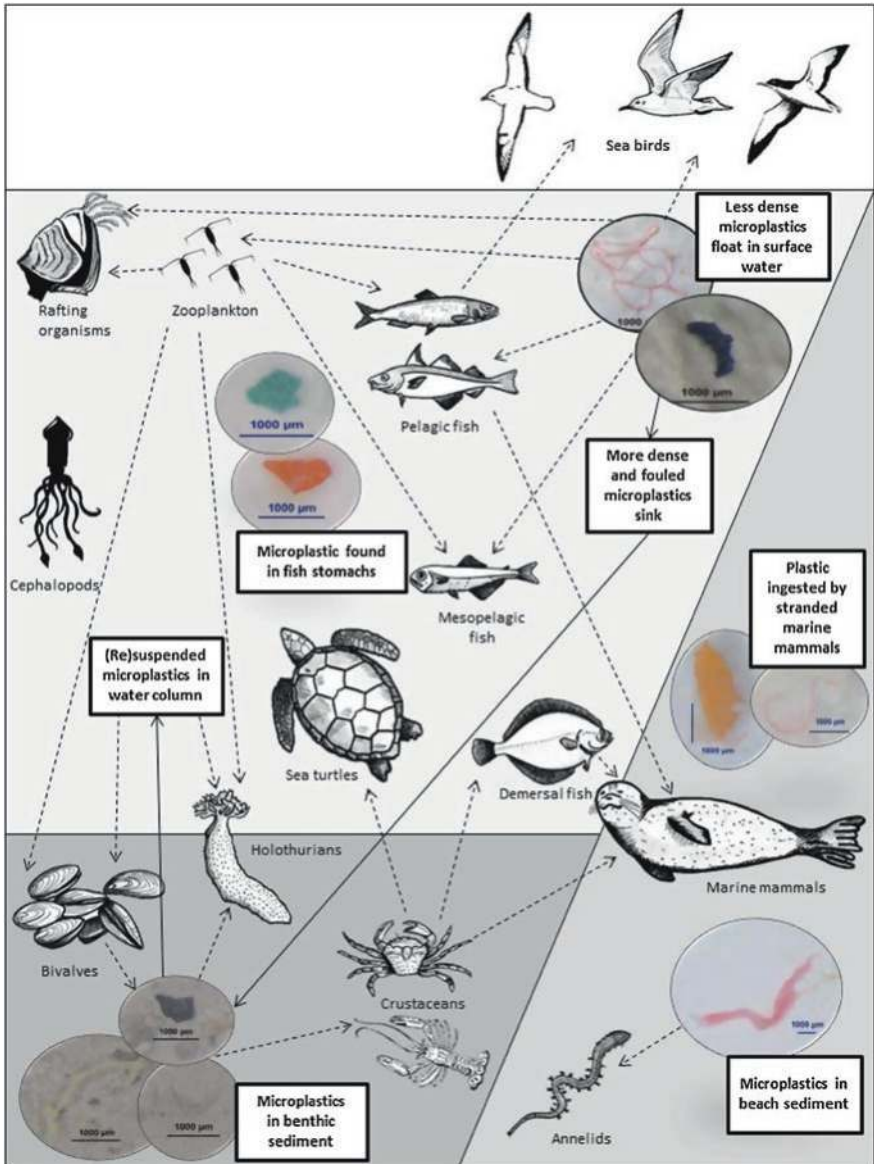 Sea birds
Less dense
microplastics
float in surface
water
Rafting
organisms
Zooplankton
1000
1000 µm
1000 µm
Pelagic fish
More dense
and fouled
microplastics
sink
1000 µm
Microplastic found
in fish stomachs
Cephalopods
Mesopelagic
fish
Plastic
ingested by
stranded
marine
mammals
(Re)suspended
microplastics in
water column
1000 µm
1000 µm
Sea turtles
Demersal fish
Holothurians
Marine mammals
Bivalves
Crustaceans
1000 µm
1000 µm
1000 µm
1000 µm
Microplastics
in benthic
sediment
Annelids
Microplastics in
beach sediment